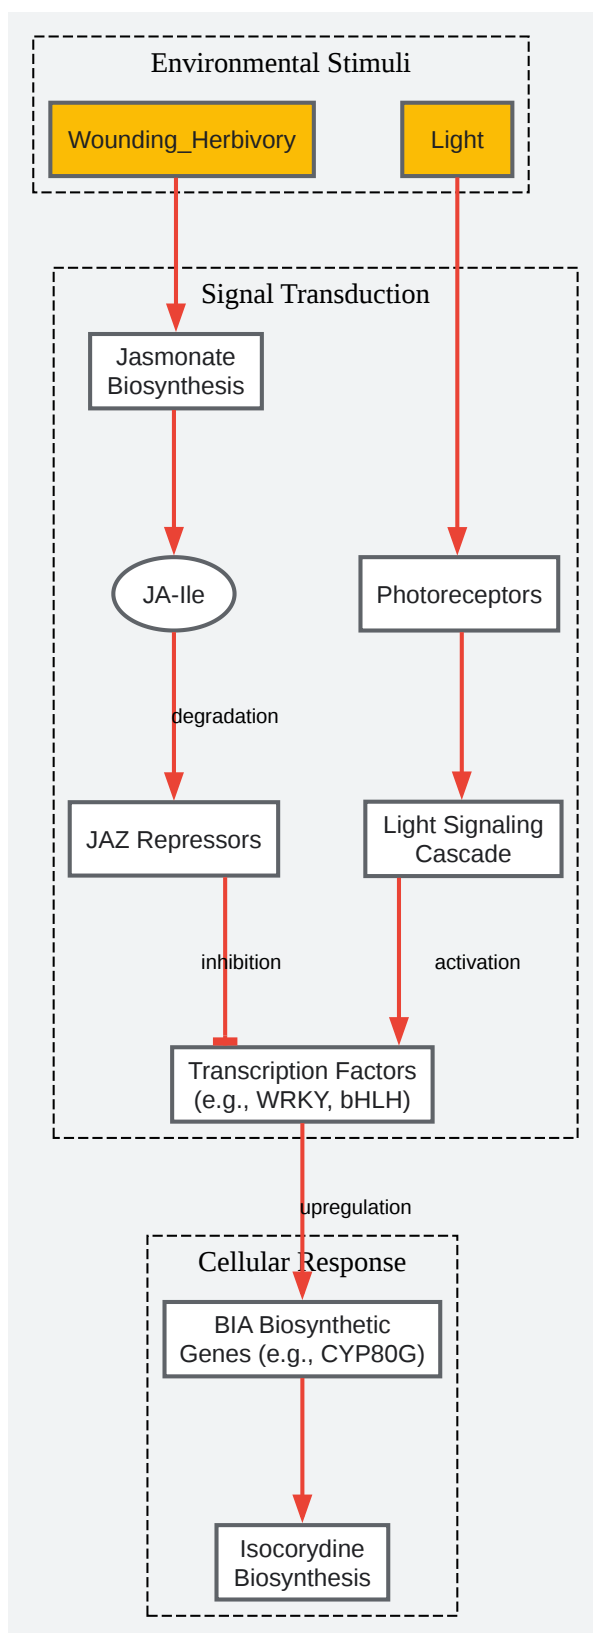 Environmental Stimuli
Wounding_Herbivory
Light
Signal Transduction
Jasmonate
Biosynthesis
JA-Ile
Photoreceptors
degradation
JAZ Repressors
Light Signaling
Cascade
inhibition
activation
Transcription Factors
(e.g., WRKY, bHLH)
upregulation
Cellular Response
BIA Biosynthetic
Genes (e.g., CYP80G)
Isocorydine
Biosynthesis